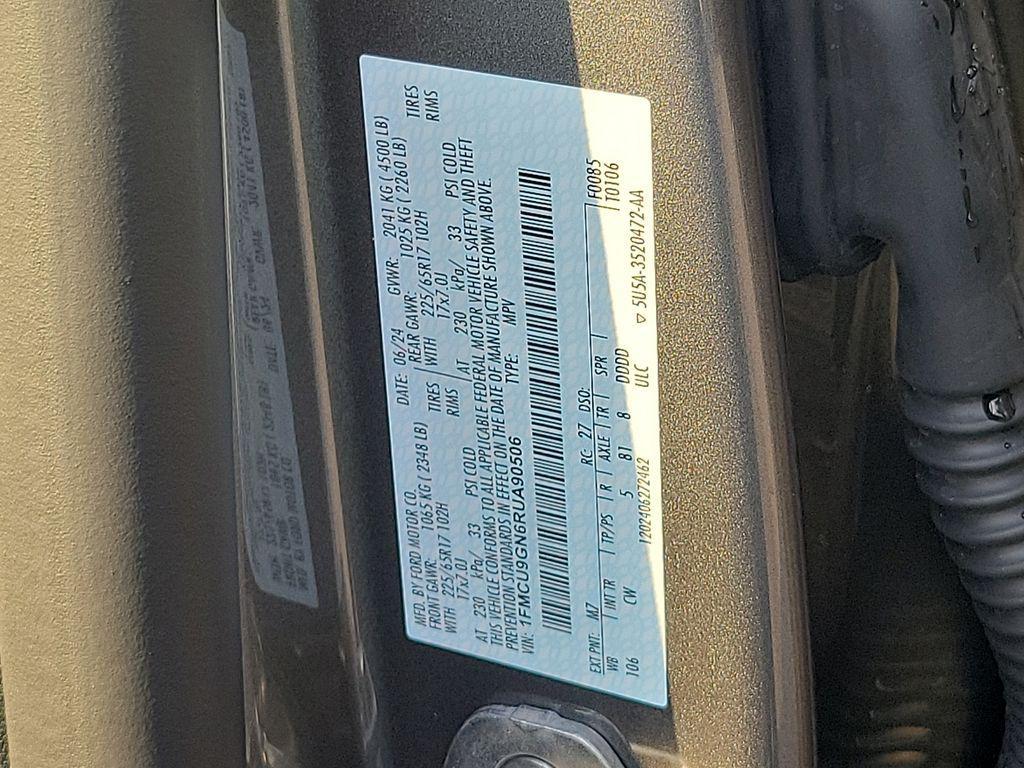 MFD. BY FORD MOTOR CO. DATE: 06/24 GVWR: 2041 KG ( 4500 LB)
FRONT GAWR: 1065 KG ( 2348 LB) REAR GAWR: 1025 KG ( 2260 LB)
WITH 225/65R17 102H TIRES WITH 225/65R17 102H TIRES
17x7.0J RIMS 17x7.0J RIMS
AT 230 kPa/ 33 PSI COLD AT 230 kPa/ 33 PSI COLD
THIS VEHICLE CONFORMS TO ALL APPLICABLE FEDERAL MOTOR VEHICLE SAFETY AND THEFT
PREVENTION STANDARDS IN EFFECT ON THE DATE OF MANUFACTURE SHOWN ABOVE.
VIN: 1FMCU9GN6RUA90506 TYPE: MPV
EXT PNT: MZ RC: 27 DSO: F0085
WB INT TR TP/PS R AXLE TR SPR T0106
106 CW 5 81 8 DDDD
1202406272462 ULC ▽ 5U5A-3520472-AA